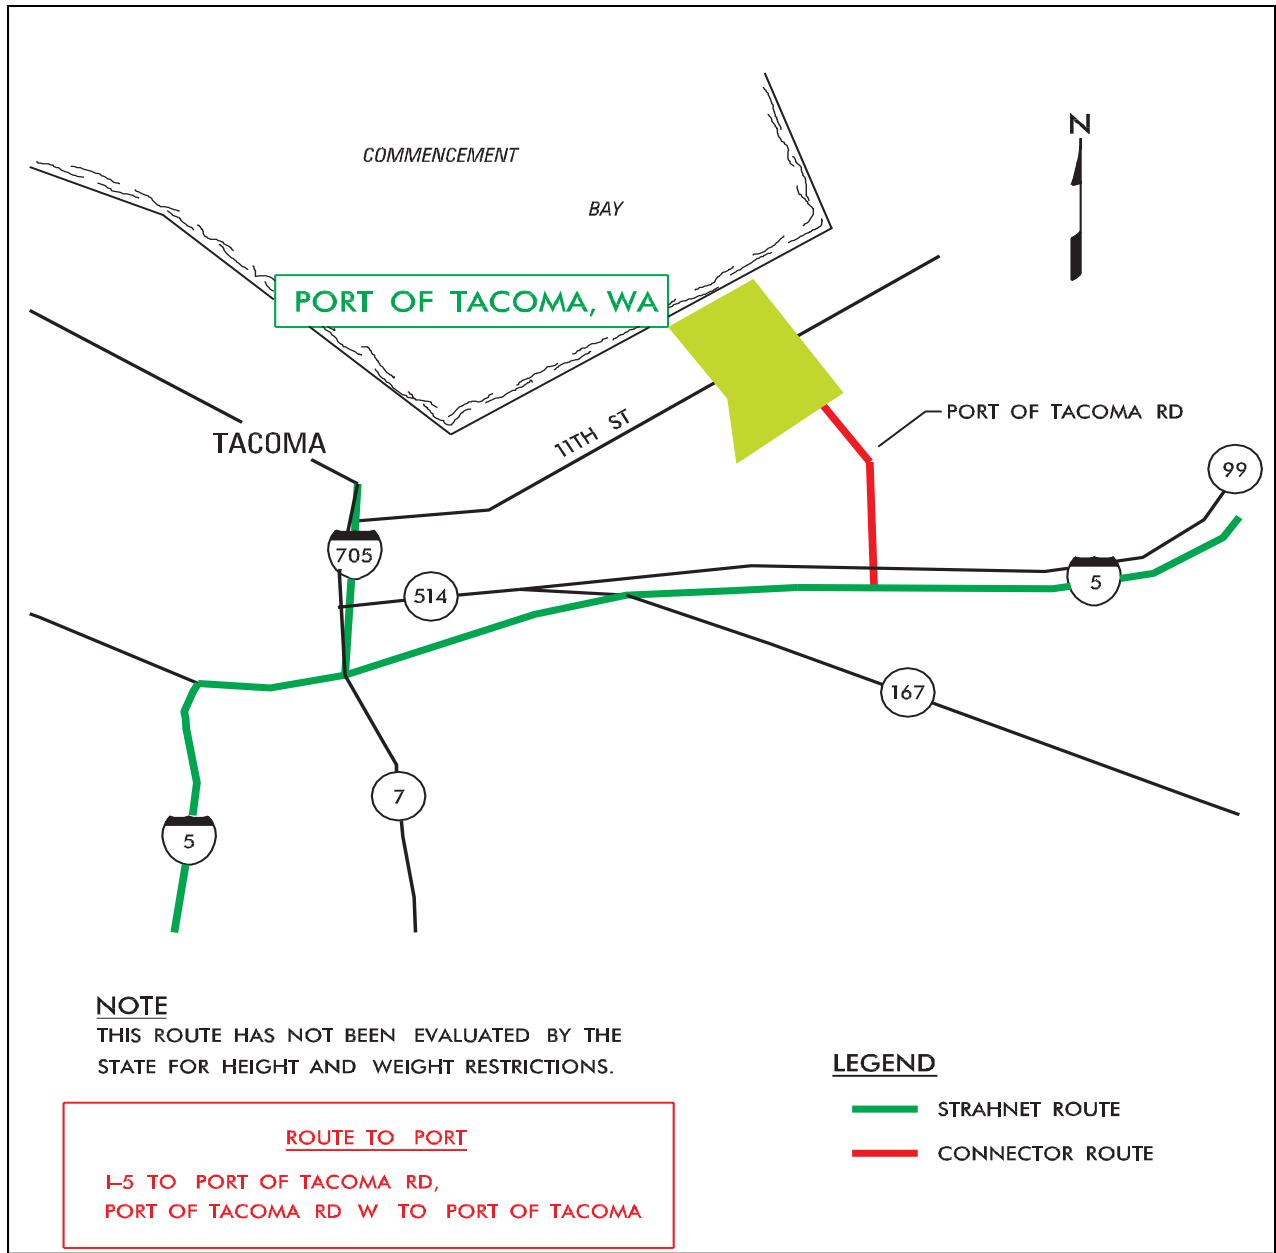 COMMENCEMENT
BAY
N
PORT OF TACOMA, WA
PORT OF TACOMA RD
TACOMA
11TH ST
99
705
514
5
167
7
5
NOTE
THIS ROUTE HAS NOT BEEN EVALUATED BY THE
STATE FOR HEIGHT AND WEIGHT RESTRICTIONS.
LEGEND
STRAHNET ROUTE
CONNECTOR ROUTE
ROUTE TO PORT
I-5 TO PORT OF TACOMA RD,
PORT OF TACOMA RD W TO PORT OF TACOMA